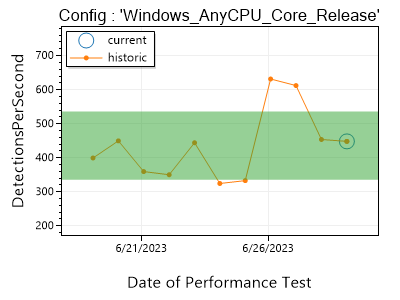 Config : 'Windows_AnyCPU_Core_Release'
current
historic
DetectionsPerSecond
700
600
500
400
300
200
6/21/2023
6/26/2023
Date of Performance Test